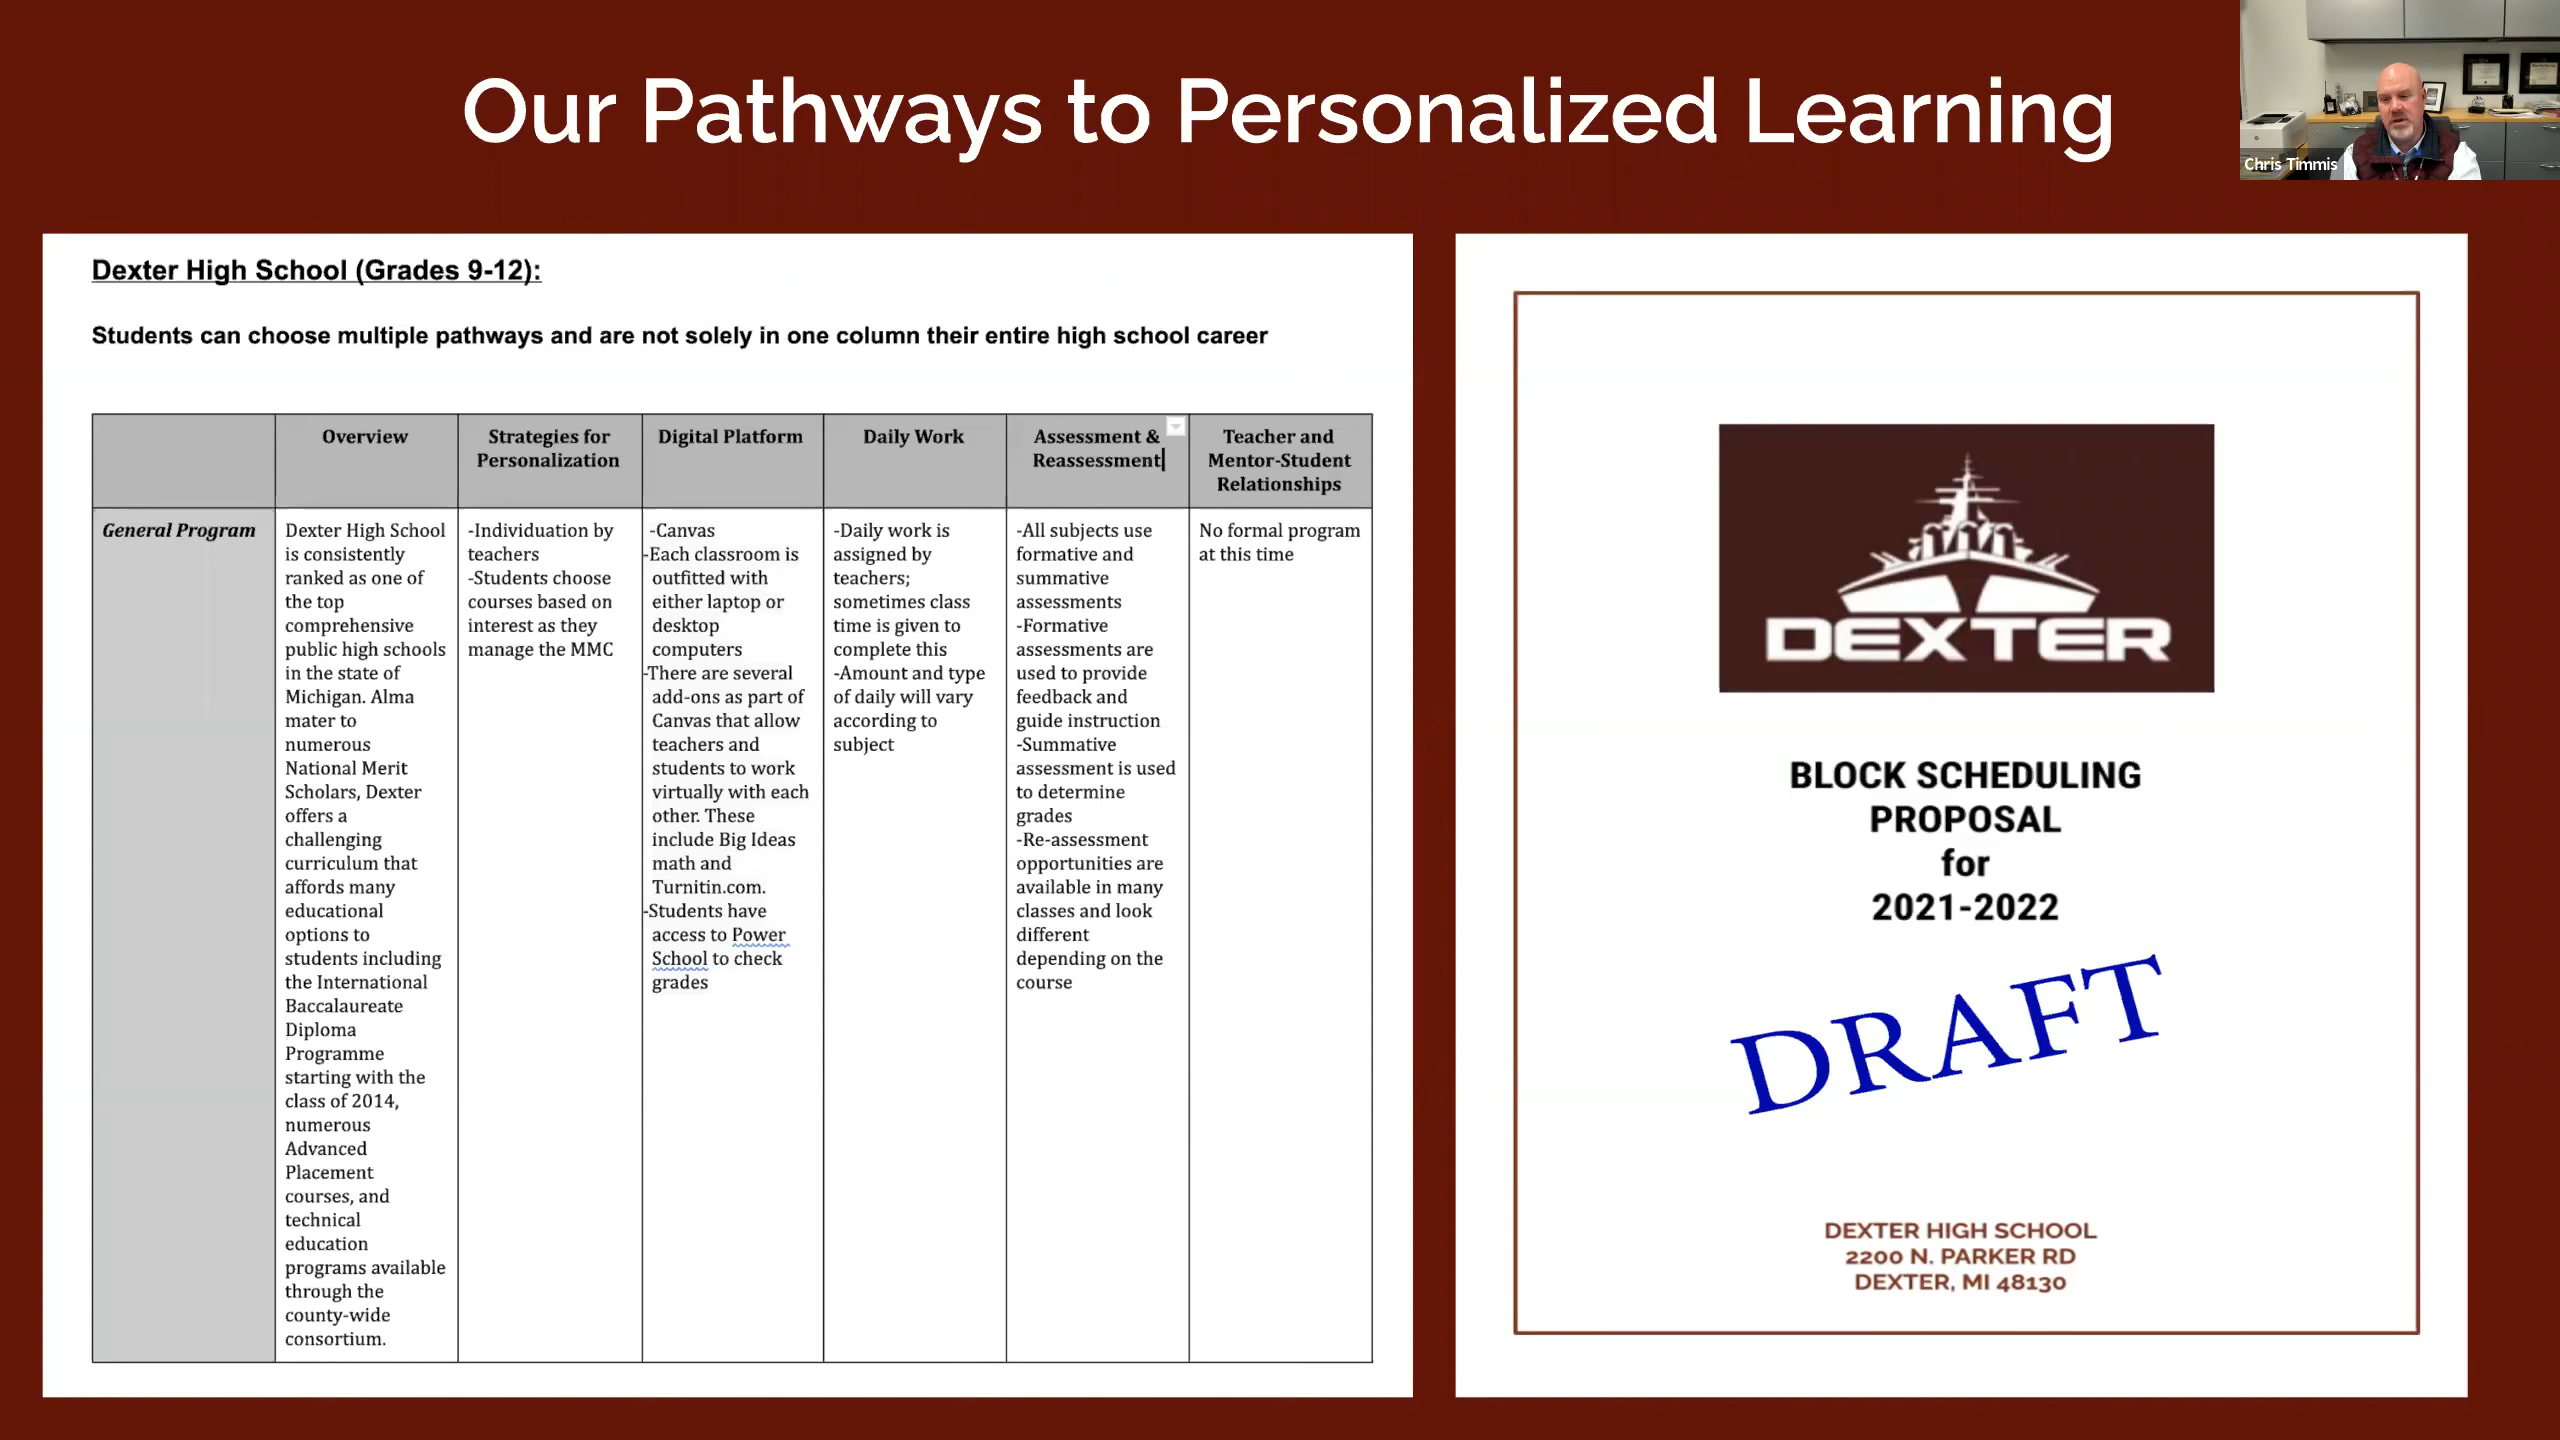 Our Pathways to Personalized Learning
Chris Timmis
Dexter High School (Grades 9-12):
Students can choose multiple pathways and are not solely in one column their entire high school career
Overview
Strategies for
Personalization
Digital Platform
Daily Work
Assessment &
Reassessment
Teacher and
Mentor-Student
Relationships
General Program
Dexter High School
is consistently
ranked as one of
the top
comprehensive
public high schools
in the state of
Michigan. Alma
mater to
numerous
National Merit
Scholars, Dexter
offers a
challenging
curriculum that
affords many
educational
options to
students including
the International
Baccalaureate
Diploma
Programme
starting with the
class of 2014,
numerous
Advanced
Placement
courses, and
technical
education
programs available
through the
county-wide
consortium.
-Individuation by
teachers
-Students choose
courses based on
interest as they
manage the MMC
-Canvas
-Each classroom is
outfitted with
either laptop or
desktop
computers
-There are several
add-ons as part of
Canvas that allow
teachers and
students to work
virtually with each
other. These
include Big Ideas
math and
Turnitin.com.
-Students have
access to Power
School to check
grades
-Daily work is
assigned by
teachers;
sometimes class
time is given to
complete this
-Amount and type
of daily will vary
according to
subject
-All subjects use
formative and
summative
assessments
-Formative
assessments are
used to provide
feedback and
guide instruction
-Summative
assessment is used
to determine
grades
-Re-assessment
opportunities are
available in many
classes and look
different
depending on the
course
No formal program
at this time
DEXTER
BLOCK SCHEDULING
PROPOSAL
for
2021-2022
DRAFT
DEXTER HIGH SCHOOL
2200 N. PARKER RD
DEXTER, MI 48130